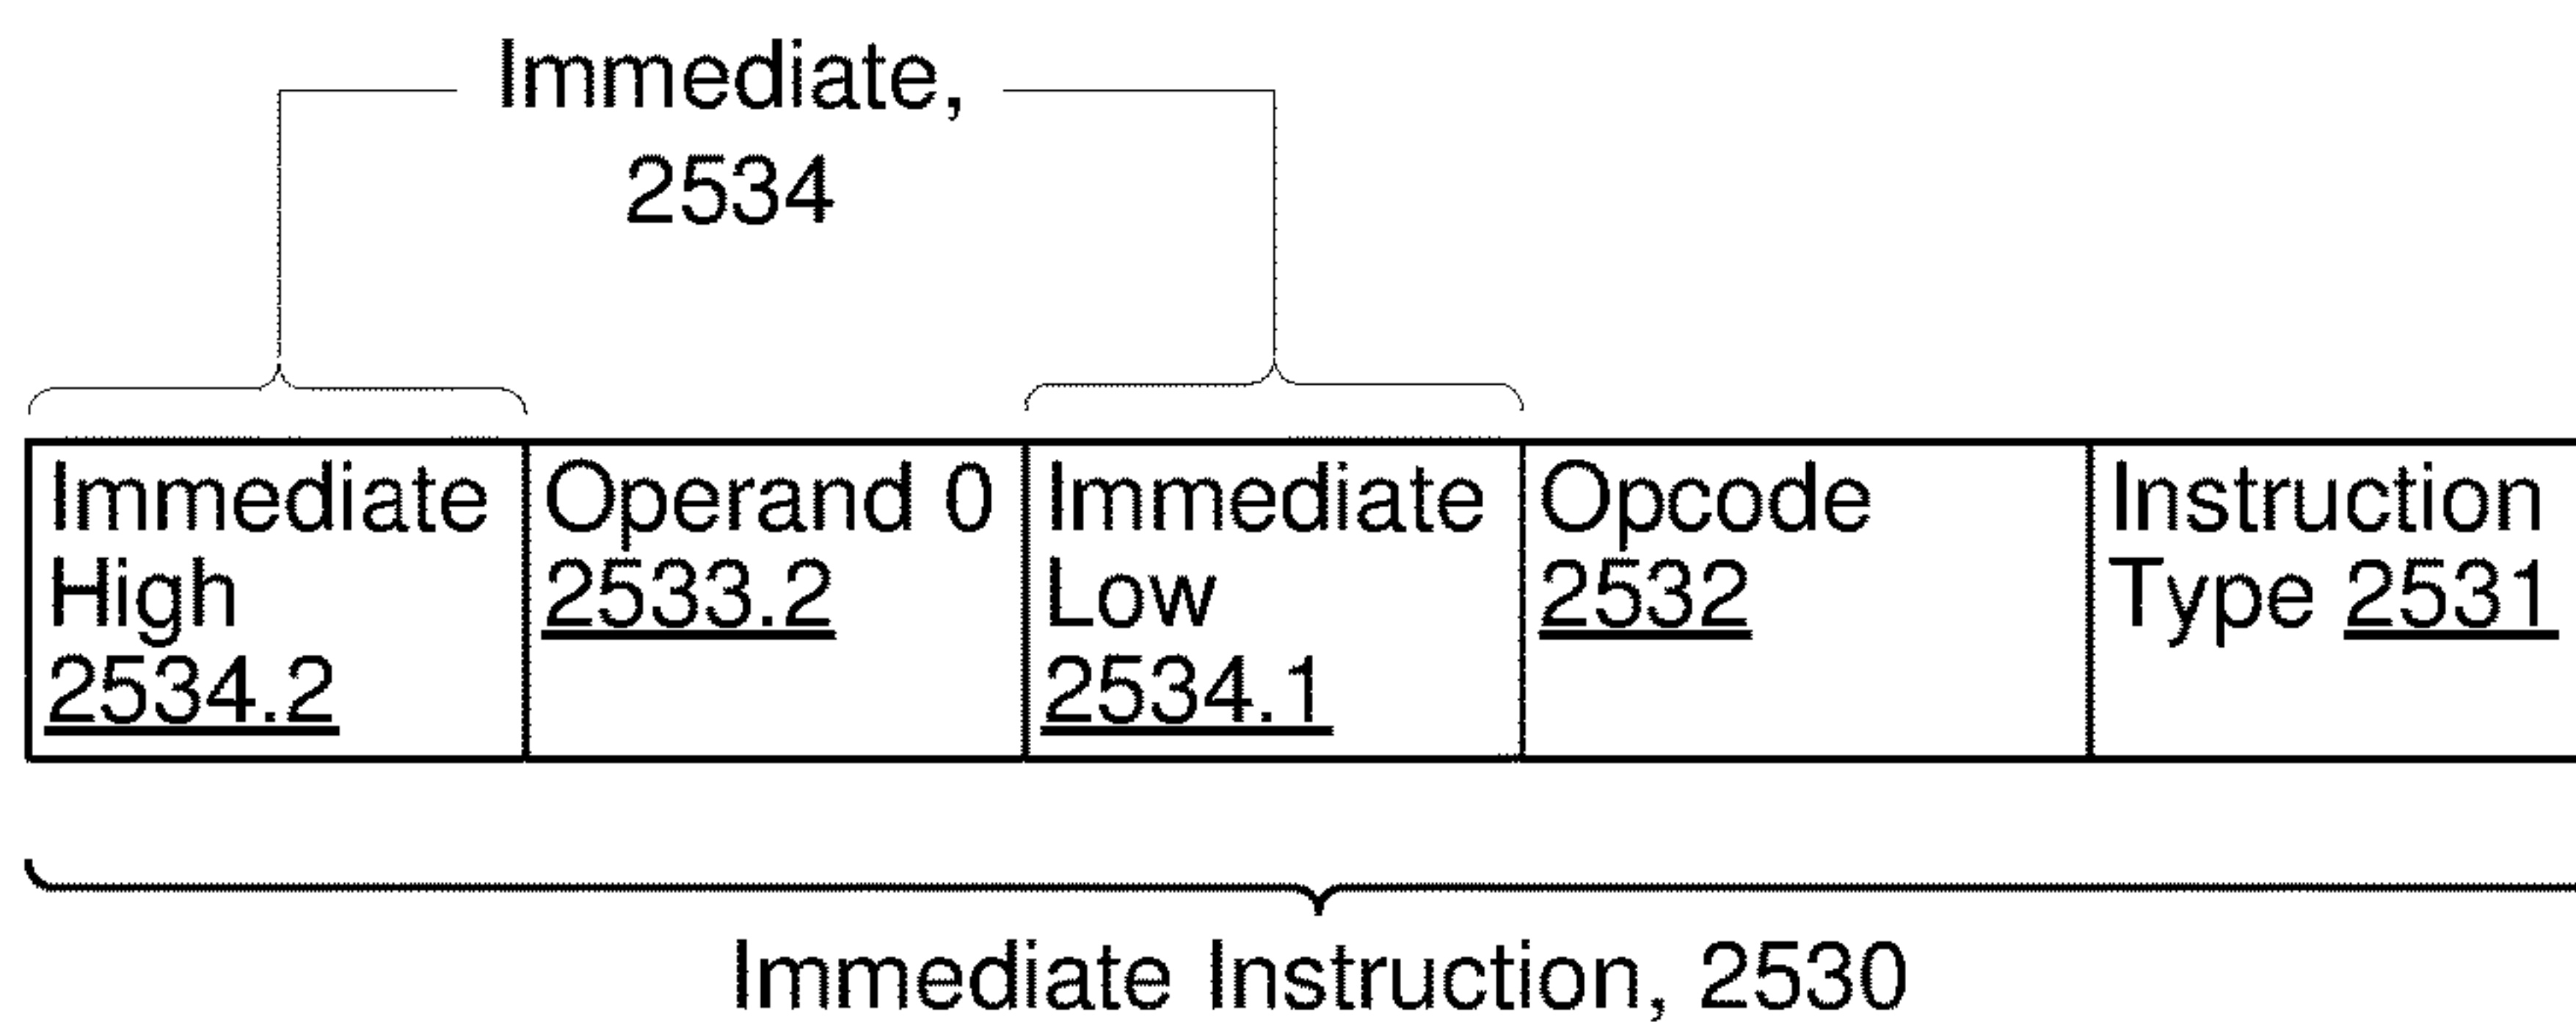 Immediate,
2534
Immediate
High
2534.2
Operand 0
2533.2
Immediate
Low
2534.1
Opcode
2532
Instruction
Type 2531
Immediate Instruction, 2530